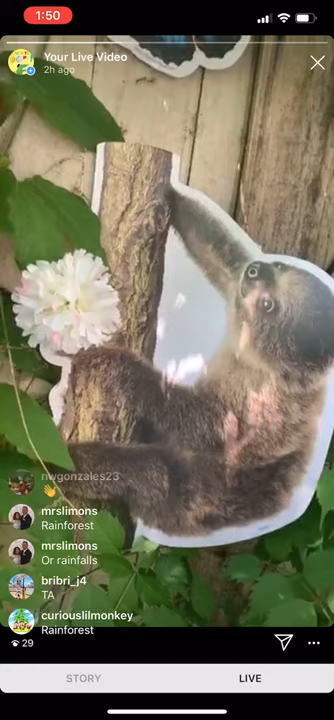 1:50
Your Live Video
2h ago
nwgonzales23
👋
mrslimons
Rainforest
mrslimons
Or rainfalls
bribri_j4
TA
curiouslilmonkey
Rainforest
29
STORY
LIVE